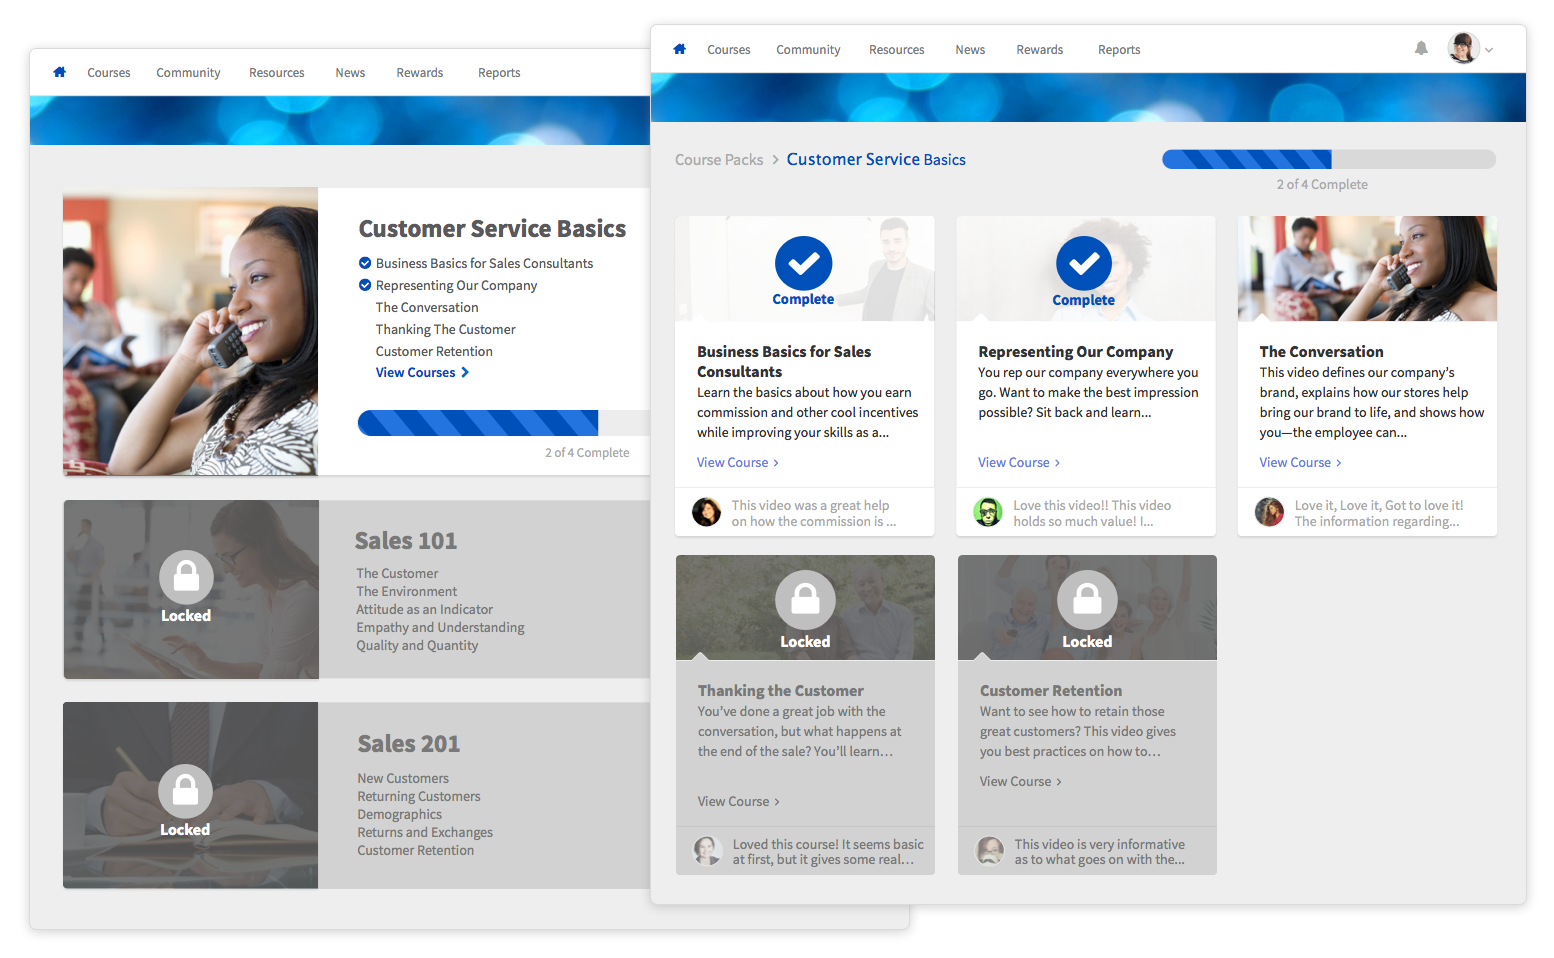 Courses Community Resources News Rewards Reports
Customer Service Basics
Business Basics for Sales Consultants
Representing Our Company
The Conversation
Thanking The Customer
Customer Retention
View Courses
2 of 4 Complete
Locked
Sales 101
The Customer
The Environment
Attitude as an Indicator
Empathy and Understanding
Quality and Quantity
Locked
Sales 201
New Customers
Returning Customers
Demographics
Returns and Exchanges
Customer Retention
Courses Community Resources News Rewards Reports
Course Packs > Customer Service Basics
2 of 4 Complete
Complete
Business Basics for Sales
Consultants
Learn the basics about how you earn
commission and other cool incentives
while improving your skills as a...
View Course >
This video was a great help
on how the commission is ...
Complete
Representing Our Company
You rep our company everywhere you
go. Want to make the best impression
possible? Sit back and learn...
View Course >
Love this video!! This video
holds so much value! I...
The Conversation
This video defines our company's
brand, explains how our stores help
bring our brand to life, and shows how
you—the employee can...
View Course >
Love it, Love it, Got to love it!
The information regarding...
Locked
Thanking the Customer
You've done a great job with the
conversation, but what happens at
the end of the sale? You'll learn...
View Course >
Loved this course! It seems basic
at first, but it gives some real...
Locked
Customer Retention
Want to see how to retain those
great customers? This video gives
you best practices on how to...
View Course >
This video is very informative
as to what goes on with the...